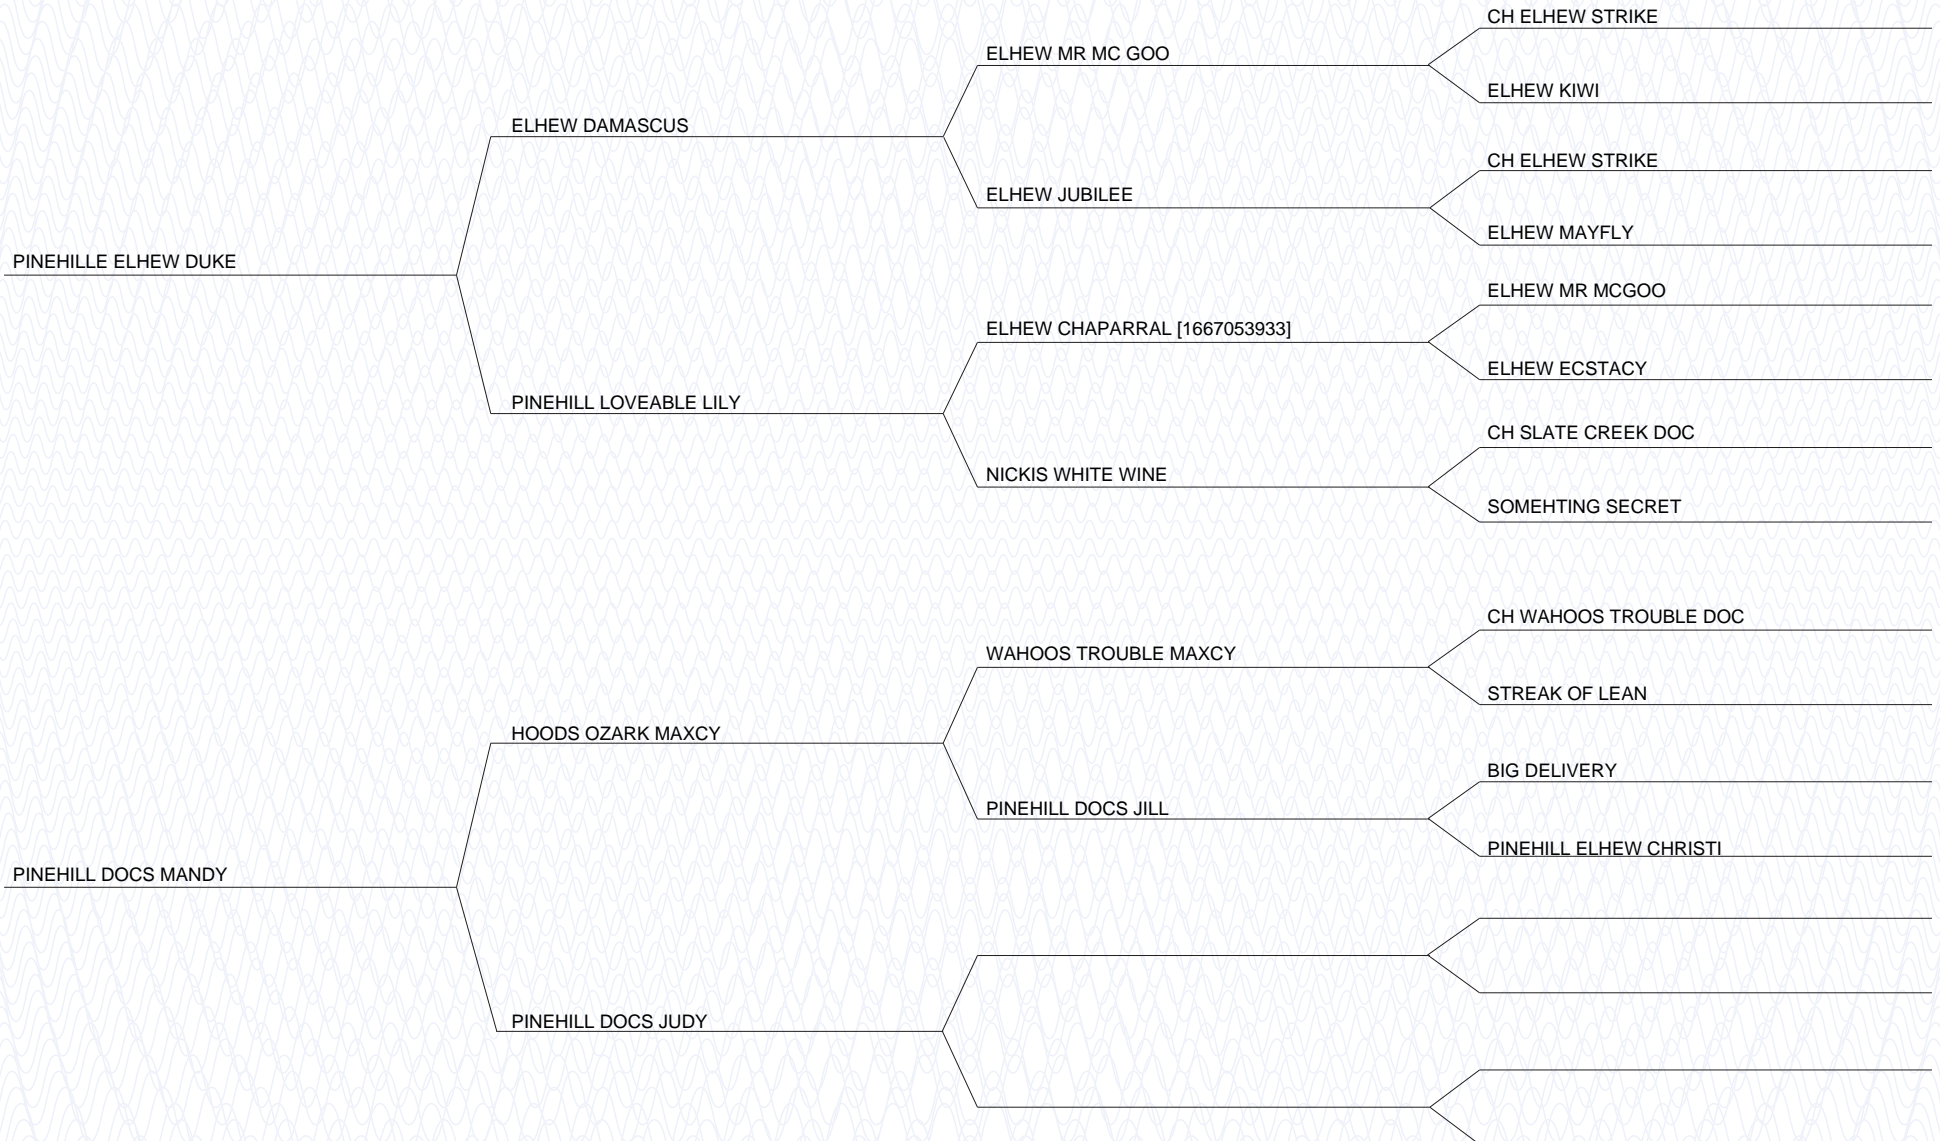 CH ELHEW STRIKE
ELHEW MR MC GOO
ELHEW KIWI
ELHEW DAMASCUS
CH ELHEW STRIKE
ELHEW JUBILEE
ELHEW MAYFLY
PINEHILLE ELHEW DUKE
ELHEW MR MCGOO
ELHEW CHAPARRAL [1667053933]
ELHEW ECSTACY
PINEHILL LOVEABLE LILY
CH SLATE CREEK DOC
NICKIS WHITE WINE
SOMEHTING SECRET
CH WAHOOS TROUBLE DOC
WAHOOS TROUBLE MAXCY
STREAK OF LEAN
HOODS OZARK MAXCY
BIG DELIVERY
PINEHILL DOCS JILL
PINEHILL ELHEW CHRISTI
PINEHILL DOCS MANDY
PINEHILL DOCS JUDY